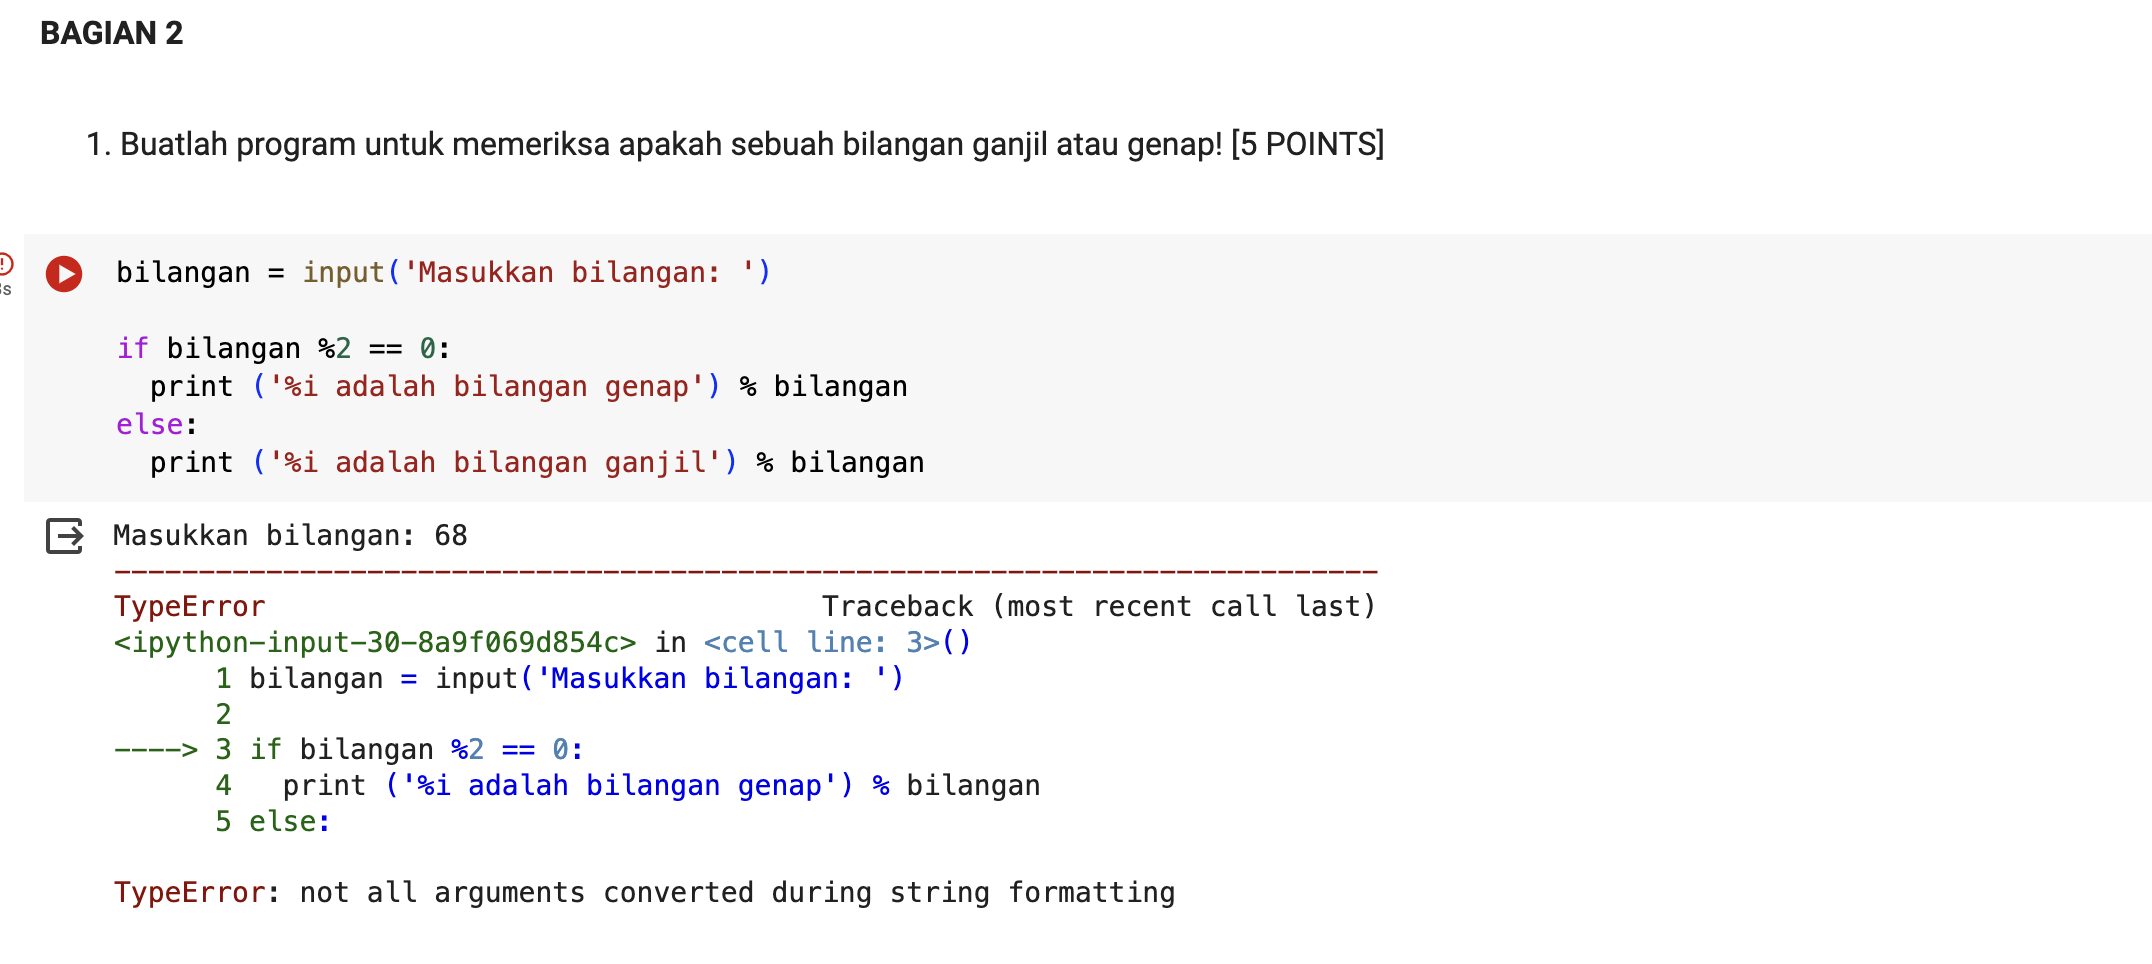 BAGIAN 2
1. Buatlah program untuk memeriksa apakah sebuah bilangan ganjil atau genap! [5 POINTS]
bilangan = input('Masukkan bilangan: ')
if bilangan %2 == 0:
  print ('%i adalah bilangan genap') % bilangan
else:
  print ('%i adalah bilangan ganjil') % bilangan
Masukkan bilangan: 68
---------------------------------------------------------------------------
TypeError                                 Traceback (most recent call last)
<ipython-input-30-8a9f069d854c> in <cell line: 3>()
      1 bilangan = input('Masukkan bilangan: ')
      2
----> 3 if bilangan %2 == 0:
      4   print ('%i adalah bilangan genap') % bilangan
      5 else:
TypeError: not all arguments converted during string formatting